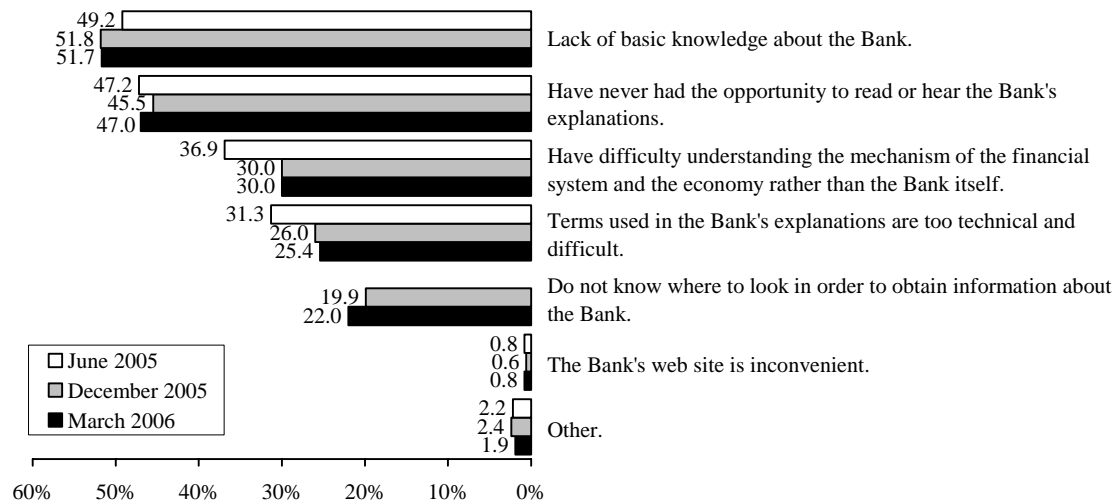 49.2
51.8
51.7
Lack of basic knowledge about the Bank.
47.2
45.5
47.0
Have never had the opportunity to read or hear the Bank's
explanations.
36.9
30.0
30.0
Have difficulty understanding the mechanism of the financial
system and the economy rather than the Bank itself.
31.3
26.0
25.4
Terms used in the Bank's explanations are too technical and
difficult.
19.9
22.0
Do not know where to look in order to obtain information about
the Bank.
0.8
0.6
0.8
The Bank's web site is inconvenient.
2.2
2.4
1.9
Other.
June 2005
December 2005
March 2006
60% 50% 40% 30% 20% 10% 0%